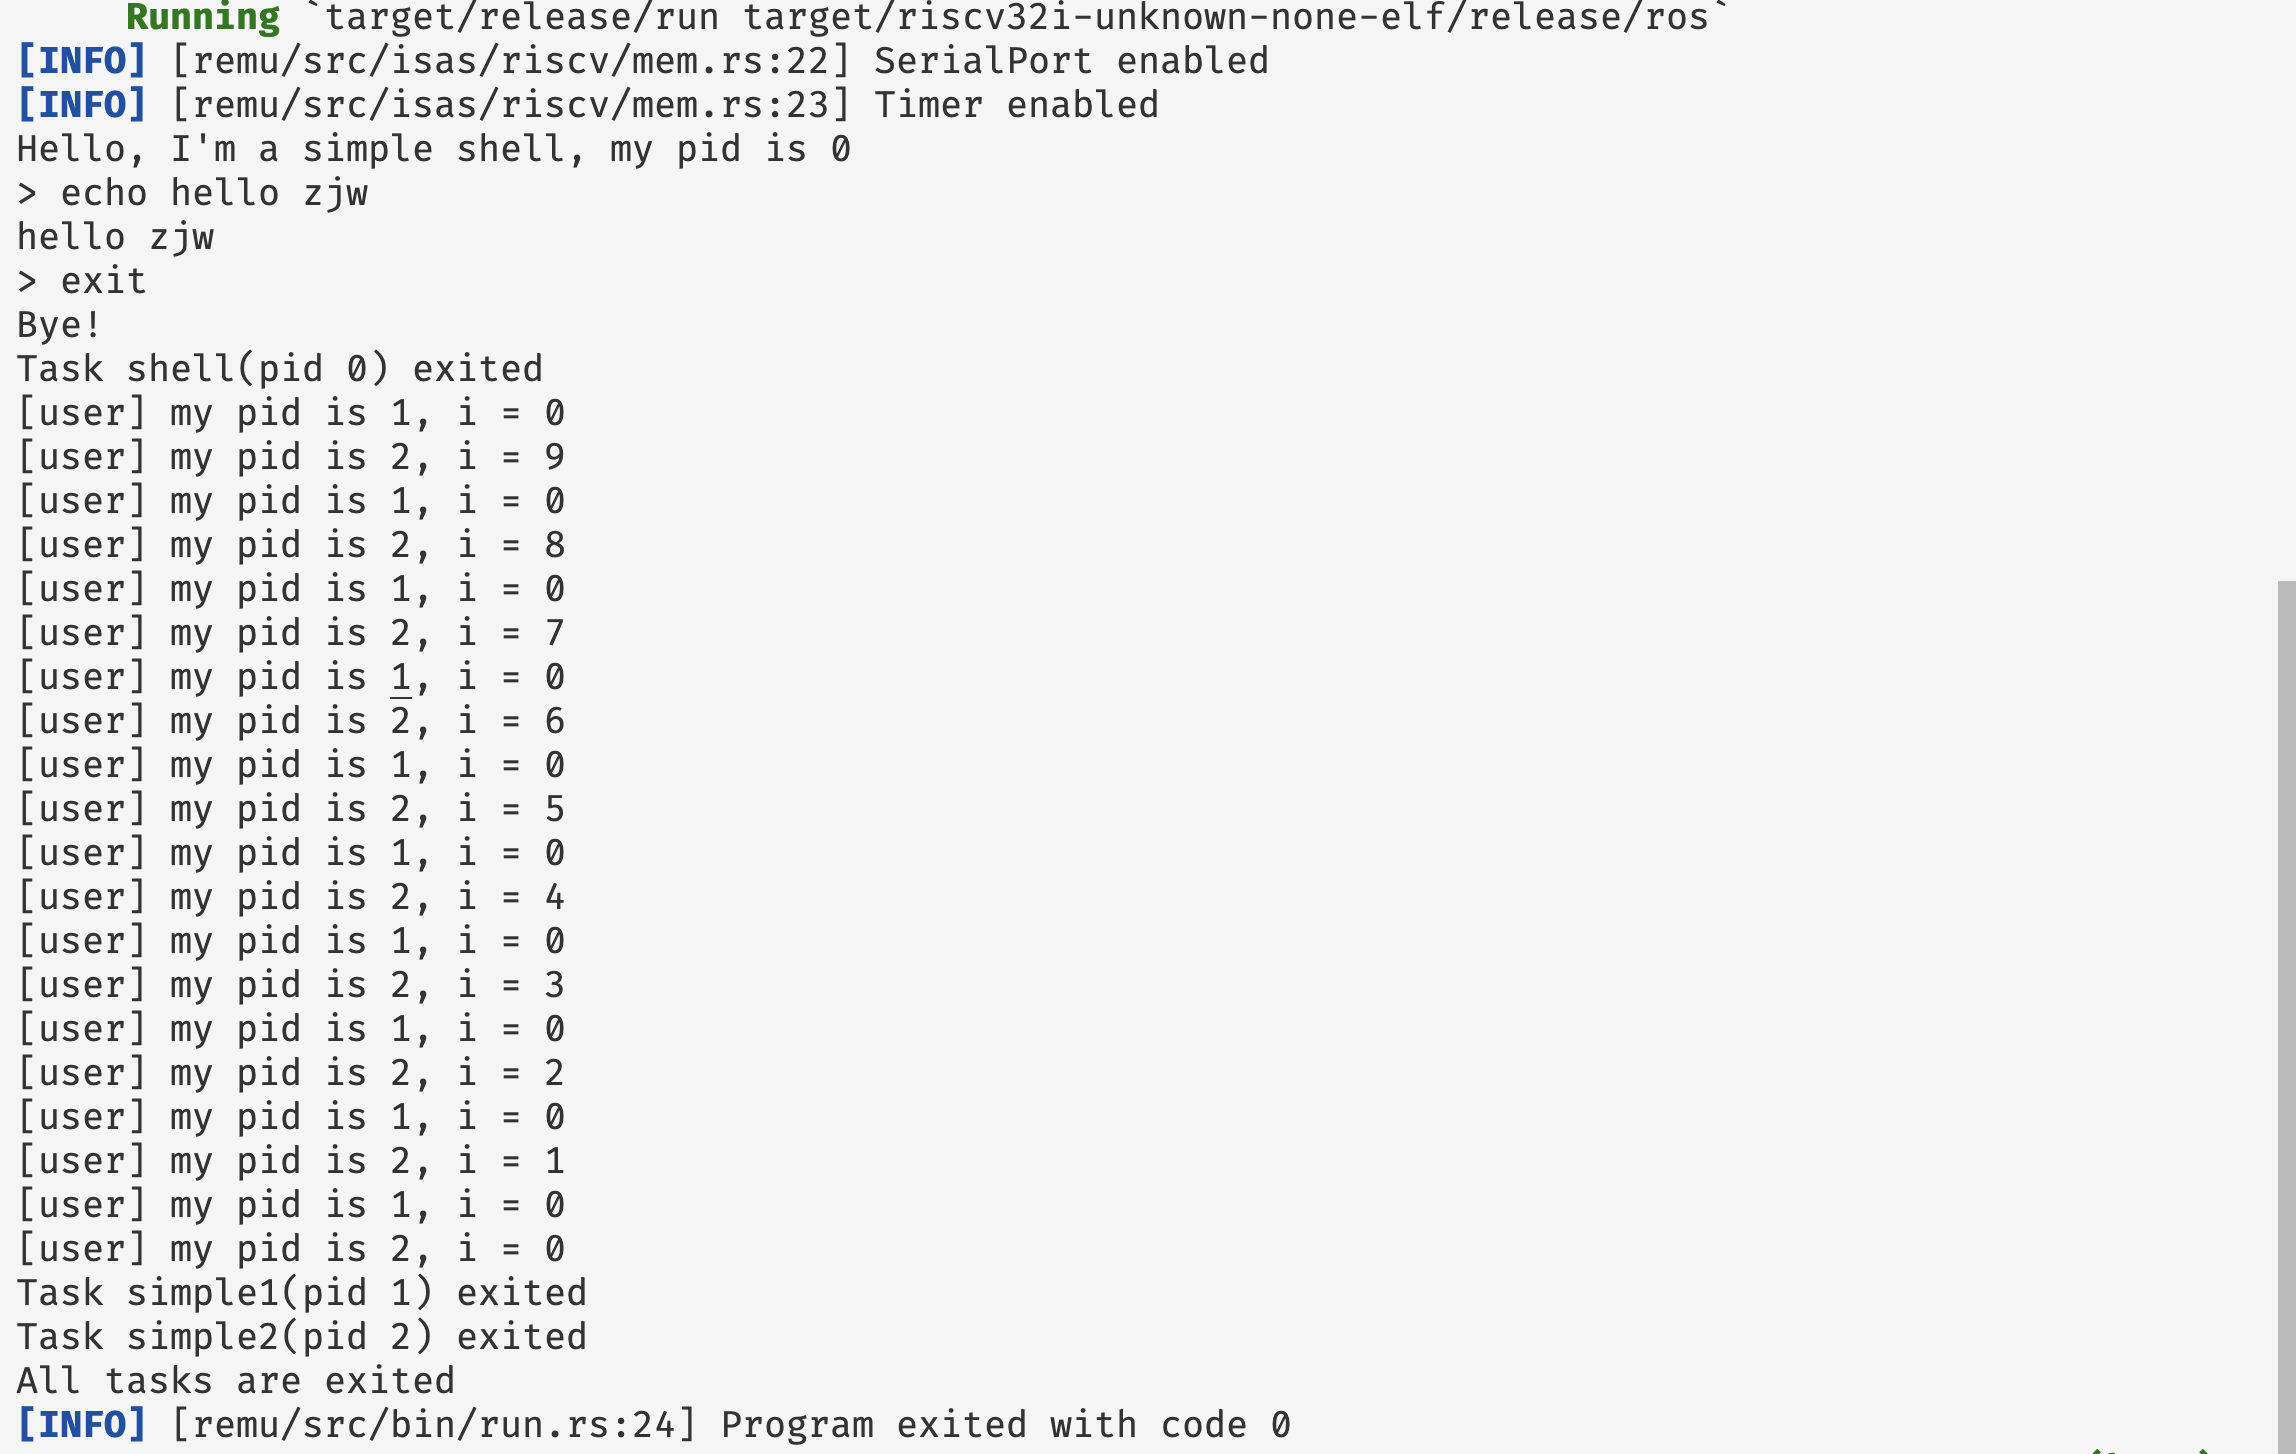 Running `target/release/run target/riscv32i-unknown-none-elf/release/ros`
[INFO] [remu/src/isas/riscv/mem.rs:22] SerialPort enabled
[INFO] [remu/src/isas/riscv/mem.rs:23] Timer enabled
Hello, I'm a simple shell, my pid is 0
> echo hello zjw
hello zjw
> exit
Bye!
Task shell(pid 0) exited
[user] my pid is 1, i = 0
[user] my pid is 2, i = 9
[user] my pid is 1, i = 0
[user] my pid is 2, i = 8
[user] my pid is 1, i = 0
[user] my pid is 2, i = 7
[user] my pid is 1, i = 0
[user] my pid is 2, i = 6
[user] my pid is 1, i = 0
[user] my pid is 2, i = 5
[user] my pid is 1, i = 0
[user] my pid is 2, i = 4
[user] my pid is 1, i = 0
[user] my pid is 2, i = 3
[user] my pid is 1, i = 0
[user] my pid is 2, i = 2
[user] my pid is 1, i = 0
[user] my pid is 2, i = 1
[user] my pid is 1, i = 0
[user] my pid is 2, i = 0
Task simple1(pid 1) exited
Task simple2(pid 2) exited
All tasks are exited
[INFO] [remu/src/bin/run.rs:24] Program exited with code 0